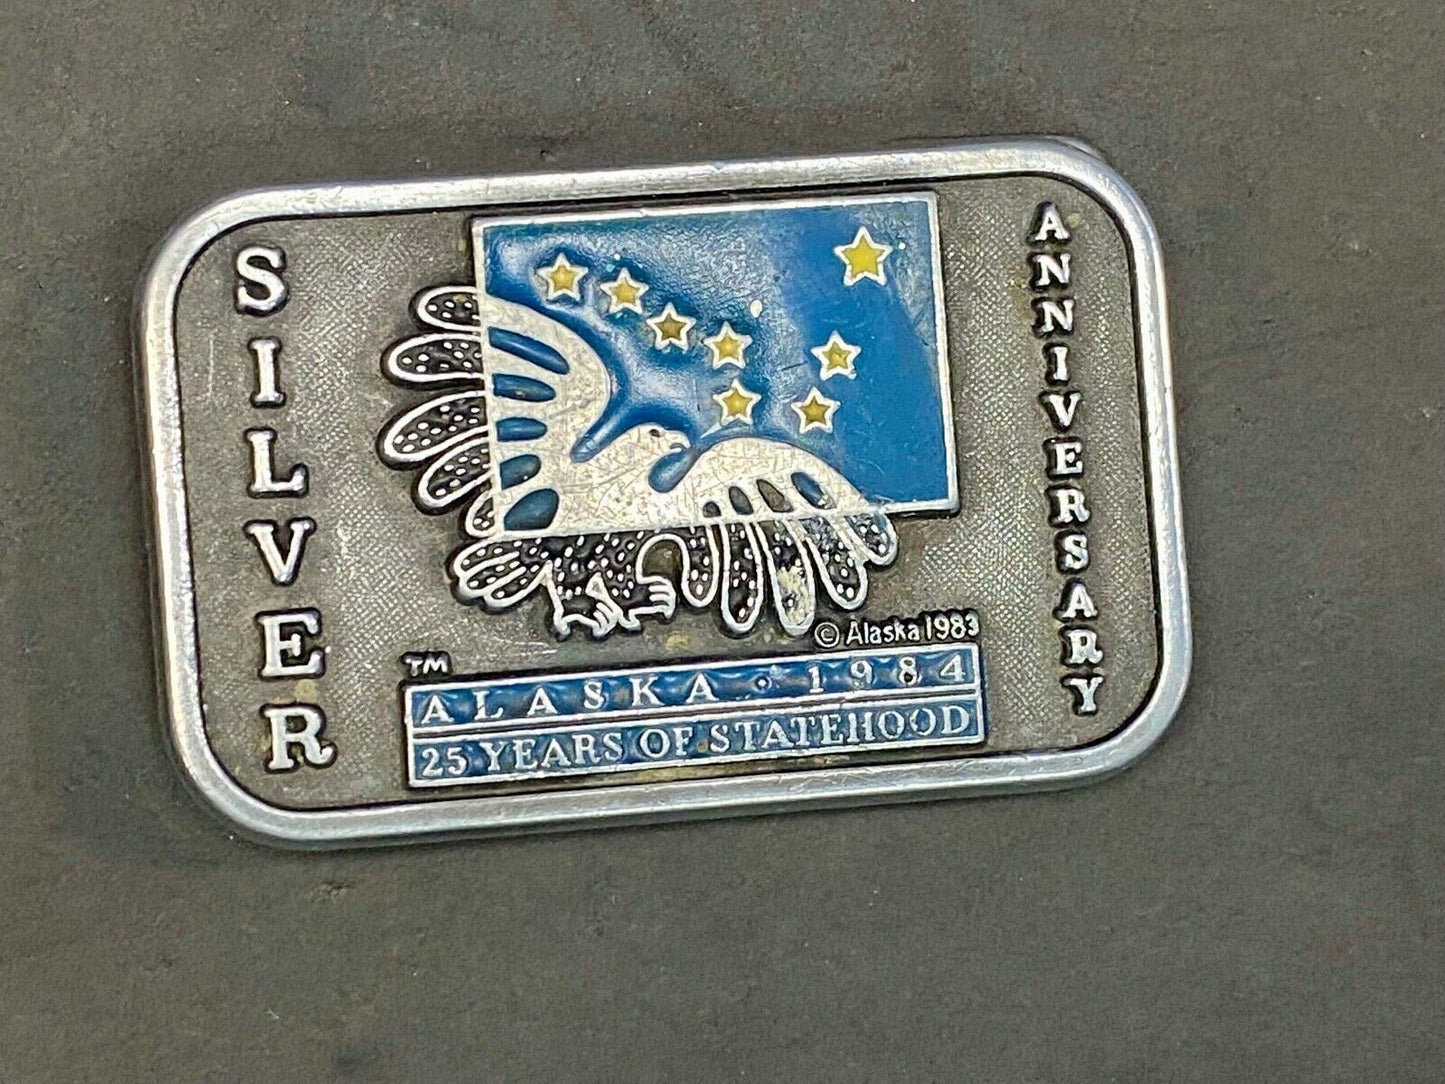 SILVER
© Alaska 1983
TM
ALASKA · 1984
25 YEARS OF STATEHOOD
ANNIVERSARY